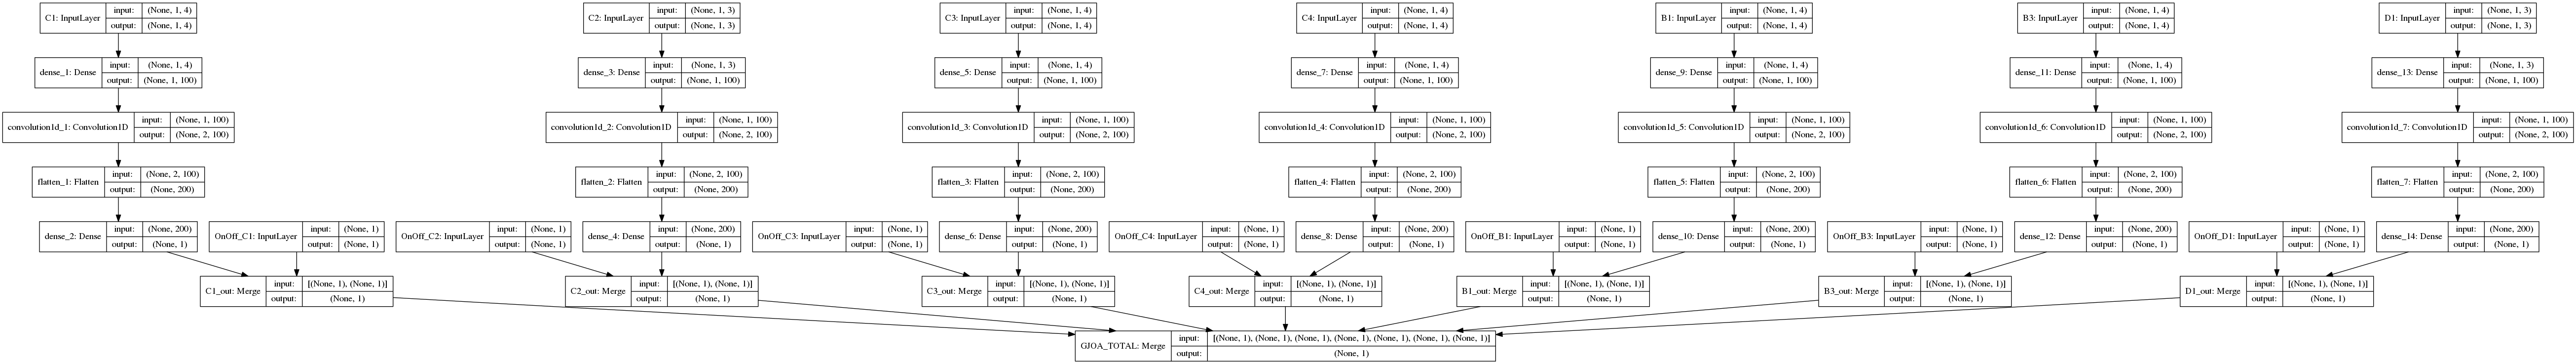 C1: InputLayer input: (None, 1, 4) output: (None, 1, 4)
C2: InputLayer input: (None, 1, 3) output: (None, 1, 3)
C3: InputLayer input: (None, 1, 4) output: (None, 1, 4)
C4: InputLayer input: (None, 1, 4) output: (None, 1, 4)
B1: InputLayer input: (None, 1, 4) output: (None, 1, 4)
B3: InputLayer input: (None, 1, 4) output: (None, 1, 4)
D1: InputLayer input: (None, 1, 3) output: (None, 1, 3)
dense_1: Dense input: (None, 1, 4) output: (None, 1, 100)
dense_3: Dense input: (None, 1, 3) output: (None, 1, 100)
dense_5: Dense input: (None, 1, 4) output: (None, 1, 100)
dense_7: Dense input: (None, 1, 4) output: (None, 1, 100)
dense_9: Dense input: (None, 1, 4) output: (None, 1, 100)
dense_11: Dense input: (None, 1, 4) output: (None, 1, 100)
dense_13: Dense input: (None, 1, 3) output: (None, 1, 100)
convolution1d_1: Convolution1D input: (None, 1, 100) output: (None, 2, 100)
convolution1d_2: Convolution1D input: (None, 1, 100) output: (None, 2, 100)
convolution1d_3: Convolution1D input: (None, 1, 100) output: (None, 2, 100)
convolution1d_4: Convolution1D input: (None, 1, 100) output: (None, 2, 100)
convolution1d_5: Convolution1D input: (None, 1, 100) output: (None, 2, 100)
convolution1d_6: Convolution1D input: (None, 1, 100) output: (None, 2, 100)
convolution1d_7: Convolution1D input: (None, 1, 100) output: (None, 2, 100)
flatten_1: Flatten input: (None, 2, 100) output: (None, 200)
flatten_2: Flatten input: (None, 2, 100) output: (None, 200)
flatten_3: Flatten input: (None, 2, 100) output: (None, 200)
flatten_4: Flatten input: (None, 2, 100) output: (None, 200)
flatten_5: Flatten input: (None, 2, 100) output: (None, 200)
flatten_6: Flatten input: (None, 2, 100) output: (None, 200)
flatten_7: Flatten input: (None, 2, 100) output: (None, 200)
dense_2: Dense input: (None, 200) output: (None, 1)
OnOff_C1: InputLayer input: (None, 1) output: (None, 1)
OnOff_C2: InputLayer input: (None, 1) output: (None, 1)
dense_4: Dense input: (None, 200) output: (None, 1)
OnOff_C3: InputLayer input: (None, 1) output: (None, 1)
dense_6: Dense input: (None, 200) output: (None, 1)
OnOff_C4: InputLayer input: (None, 1) output: (None, 1)
dense_8: Dense input: (None, 200) output: (None, 1)
OnOff_B1: InputLayer input: (None, 1) output: (None, 1)
dense_10: Dense input: (None, 200) output: (None, 1)
OnOff_B3: InputLayer input: (None, 1) output: (None, 1)
dense_12: Dense input: (None, 200) output: (None, 1)
OnOff_D1: InputLayer input: (None, 1) output: (None, 1)
dense_14: Dense input: (None, 200) output: (None, 1)
C1_out: Merge input: [(None, 1), (None, 1)] output: (None, 1)
C2_out: Merge input: [(None, 1), (None, 1)] output: (None, 1)
C3_out: Merge input: [(None, 1), (None, 1)] output: (None, 1)
C4_out: Merge input: [(None, 1), (None, 1)] output: (None, 1)
B1_out: Merge input: [(None, 1), (None, 1)] output: (None, 1)
B3_out: Merge input: [(None, 1), (None, 1)] output: (None, 1)
D1_out: Merge input: [(None, 1), (None, 1)] output: (None, 1)
GJOA_TOTAL: Merge input: [(None, 1), (None, 1), (None, 1), (None, 1), (None, 1), (None, 1), (None, 1)] output: (None, 1)